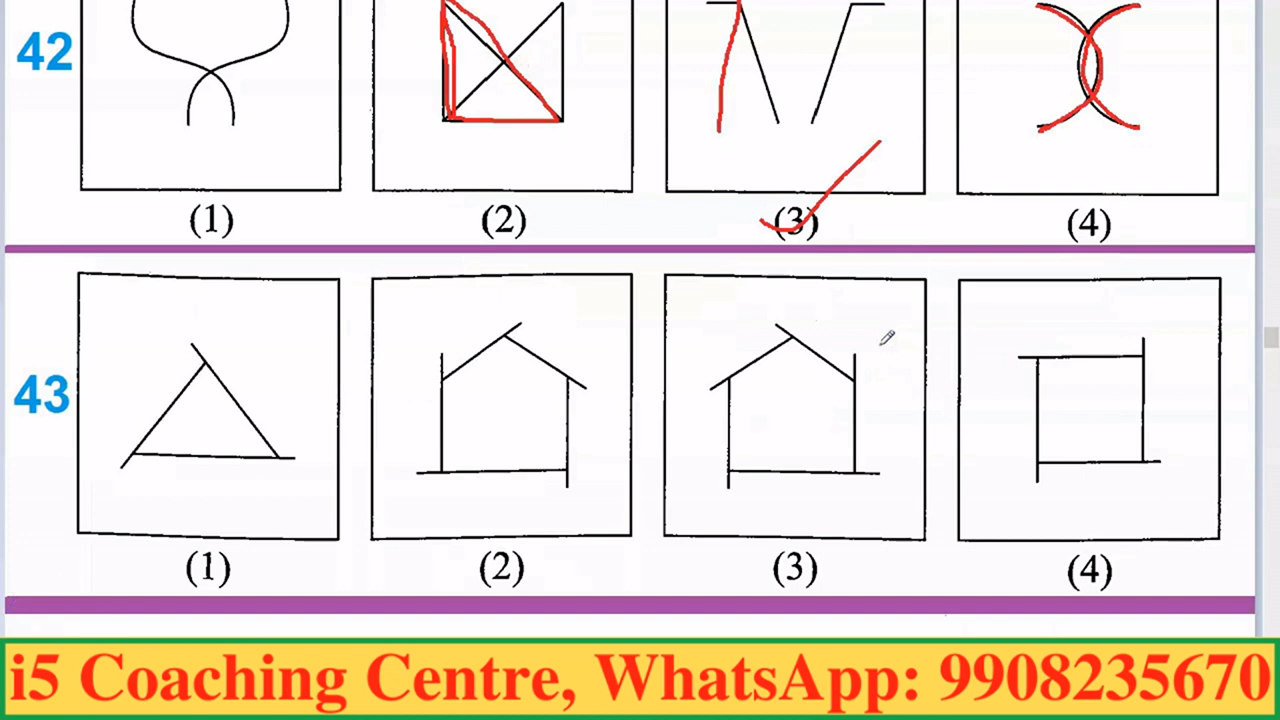 42
(1) (2) (3) (4)
43
(1) (2) (3) (4)
i5 Coaching Centre, WhatsApp: 9908235670